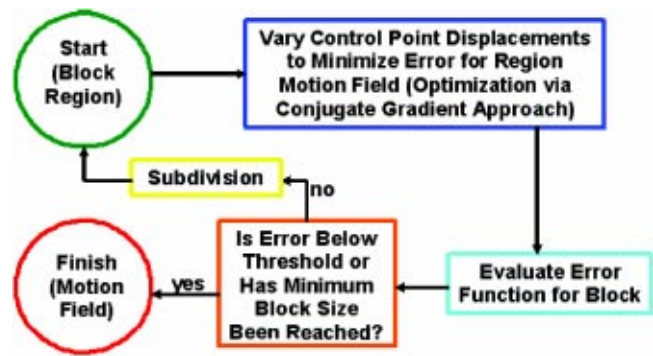 Start
(Block
Region)
Vary Control Point Displacements
to Minimize Error for Region
Motion Field (Optimization via
Conjugate Gradient Approach)
Subdivision
no
Is Error Below
Threshold or
Has Minimum
Block Size
Been Reached?
Evaluate Error
Function for Block
yes
Finish
(Motion
Field)